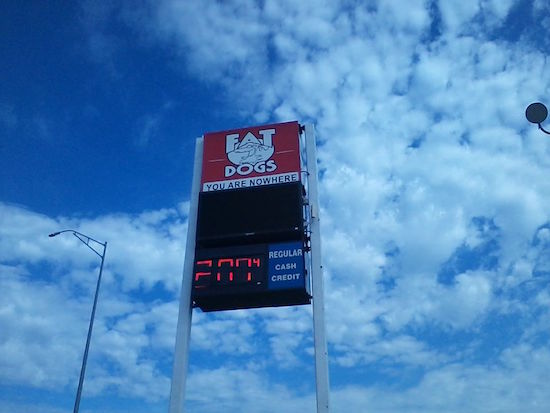 FAT
DOGS
YOU ARE NOWHERE
REGULAR
CASH
CREDIT